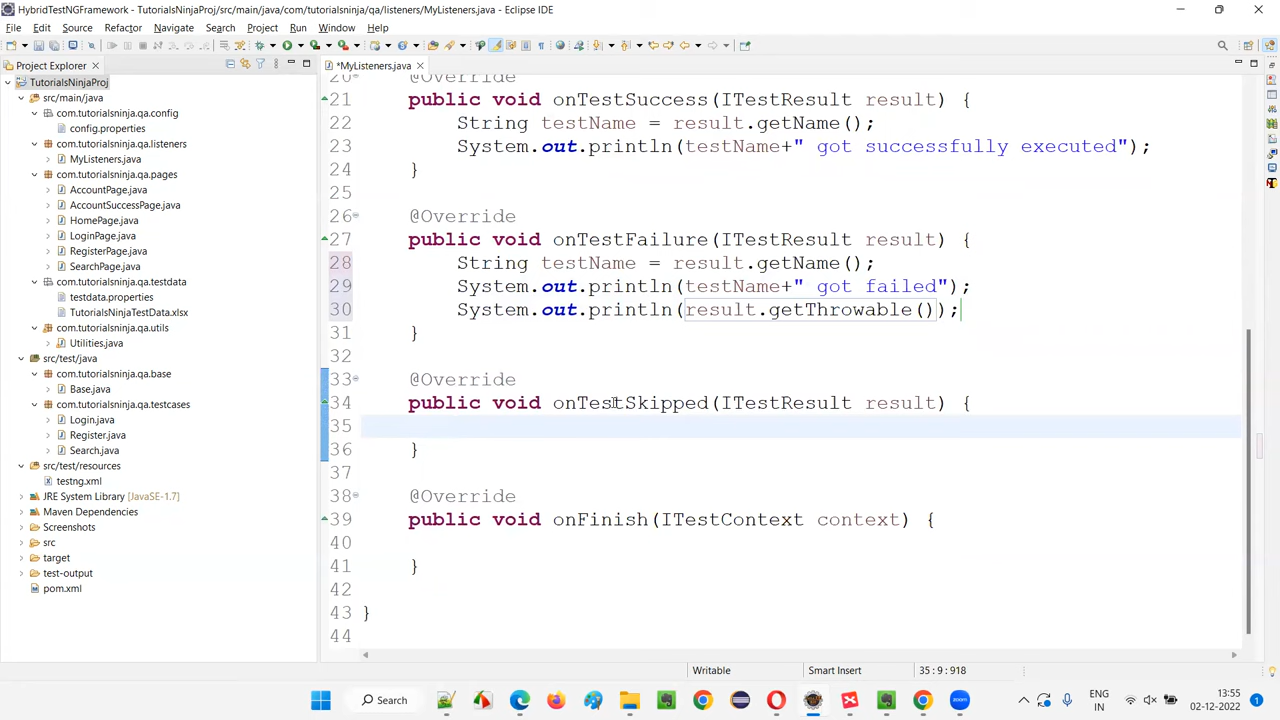 HybridTestNGFramework - TutorialsNinjaProj/src/main/java/com/tutorialsninja/qa/listeners/MyListeners.java - Eclipse IDE
File Edit Source Refactor Navigate Search Project Run Window Help
Project Explorer
*MyListeners.java
TutorialsNinjaProj
src/main/java
com.tutorialsninja.qa.config
config.properties
com.tutorialsninja.qa.listeners
MyListeners.java
com.tutorialsninja.qa.pages
AccountPage.java
AccountSuccessPage.java
HomePage.java
LoginPage.java
RegisterPage.java
SearchPage.java
com.tutorialsninja.qa.testdata
testdata.properties
TutorialsNinjaTestData.xlsx
com.tutorialsninja.qa.utils
Utilities.java
src/test/java
com.tutorialsninja.qa.base
Base.java
com.tutorialsninja.qa.testcases
Login.java
Register.java
Search.java
src/test/resources
testng.xml
JRE System Library [JavaSE-1.7]
Maven Dependencies
Screenshots
src
target
test-output
pom.xml
20 @Override
21 public void onTestSuccess(ITestResult result) {
22 String testName = result.getName();
23 System.out.println(testName+" got successfully executed");
24 }
25
26 @Override
27 public void onTestFailure(ITestResult result) {
28 String testName = result.getName();
29 System.out.println(testName+" got failed");
30 System.out.println(result.getThrowable());
31 }
32
33 @Override
34 public void onTestSkipped(ITestResult result) {
35
36 }
37
38 @Override
39 public void onFinish(ITestContext context) {
40
41 }
42
43 }
44
Writable Smart Insert 35 : 9 : 918
Search
ENG
IN
13:55
02-12-2022
1